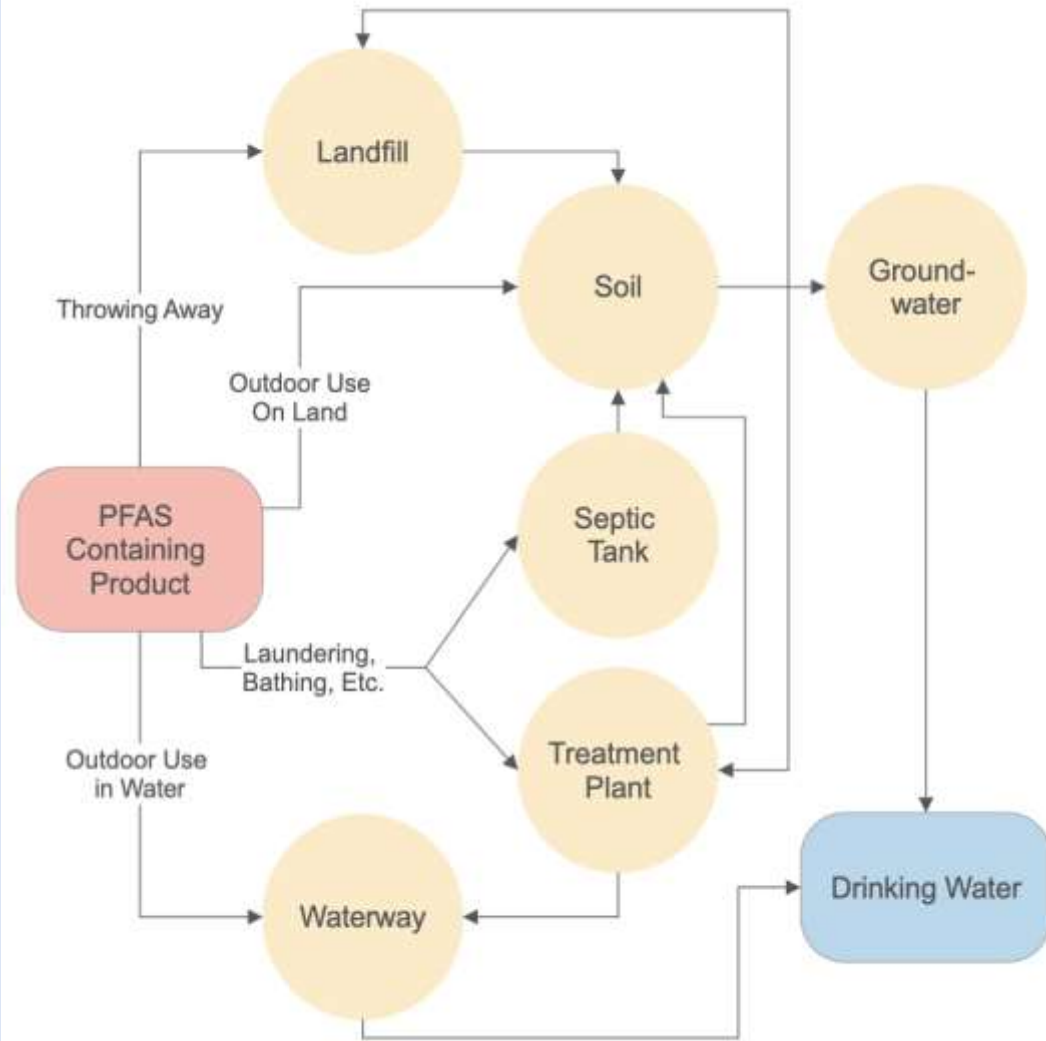 Landfill
Soil
Ground-
water
Throwing Away
Outdoor Use
On Land
PFAS
Containing
Product
Septic
Tank
Laundering,
Bathing, Etc.
Outdoor Use
in Water
Treatment
Plant
Waterway
Drinking Water